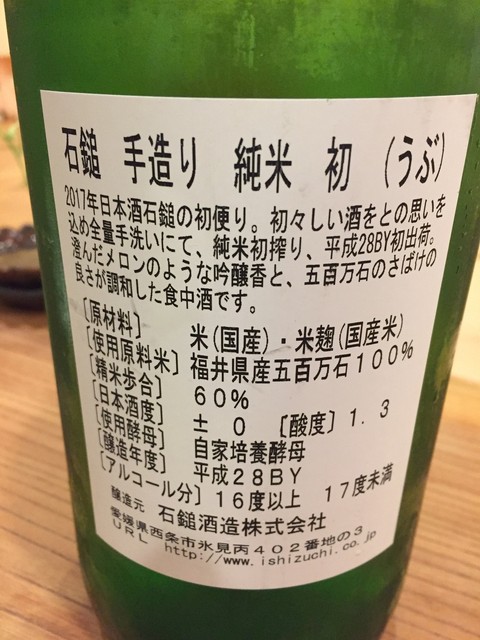 石鎚　手造り　純米　初　（うぶ）
2017年日本酒石鎚の初便り。初々しい酒をとの思いを
込め全量手洗いにて、純米初搾り、平成28BY初出荷。
澄んだメロンのような吟醸香と、五百万石のさばけの
良さが調和した食中酒です。
［原材料］　米(国産)・米麹(国産米)
［使用原料米］福井県産五百万石１００％
［精米歩合］　６０％
［日本酒度］　±　０　［酸度］１．３
［使用酵母］　自家培養酵母
［醸造年度］　平成２８ＢＹ
［アルコール分］１６度以上　１７度未満
醸造元　石鎚酒造株式会社
愛媛県西条市氷見丙４０２番地の３
ＵＲＬ　http://www.ishizuchi.co.jp